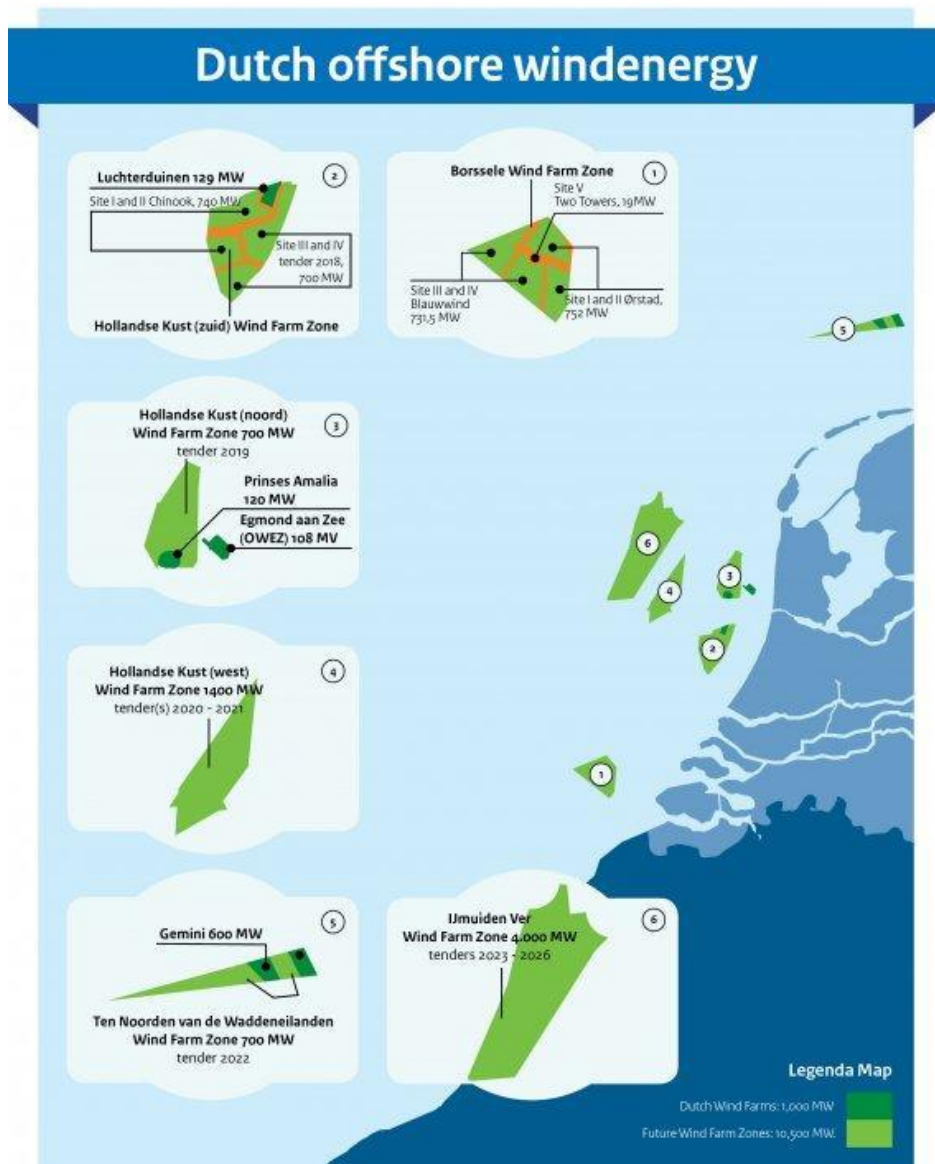 Dutch offshore windenergy
Luchterduinen 129 MW
2
Site I and II Chinook, 740 MW
Site III and IV
tender 2018,
700 MW
Hollandse Kust (zuid) Wind Farm Zone
Borssele Wind Farm Zone
1
Site V
Two Towers, 19MW
Site III and IV
Blauwwind
731,5 MW
Site I and II Ørstad,
752 MW
5
Hollandse Kust (noord)
Wind Farm Zone 700 MW
tender 2019
3
Prinses Amalia
120 MW
Egmond aan Zee
(OWEZ) 108 MV
6
4
3
2
Hollandse Kust (west)
Wind Farm Zone 1400 MW
tender(s) 2020 - 2021
4
1
Gemini 600 MW
5
Ten Noorden van de Waddeneilanden
Wind Farm Zone 700 MW
tender 2022
IJmuiden Ver
Wind Farm Zone 4.000 MW
tenders 2023 - 2026
6
Legenda Map
Dutch Wind Farms: 1,000 MW
Future Wind Farm Zones: 10,500 MW.